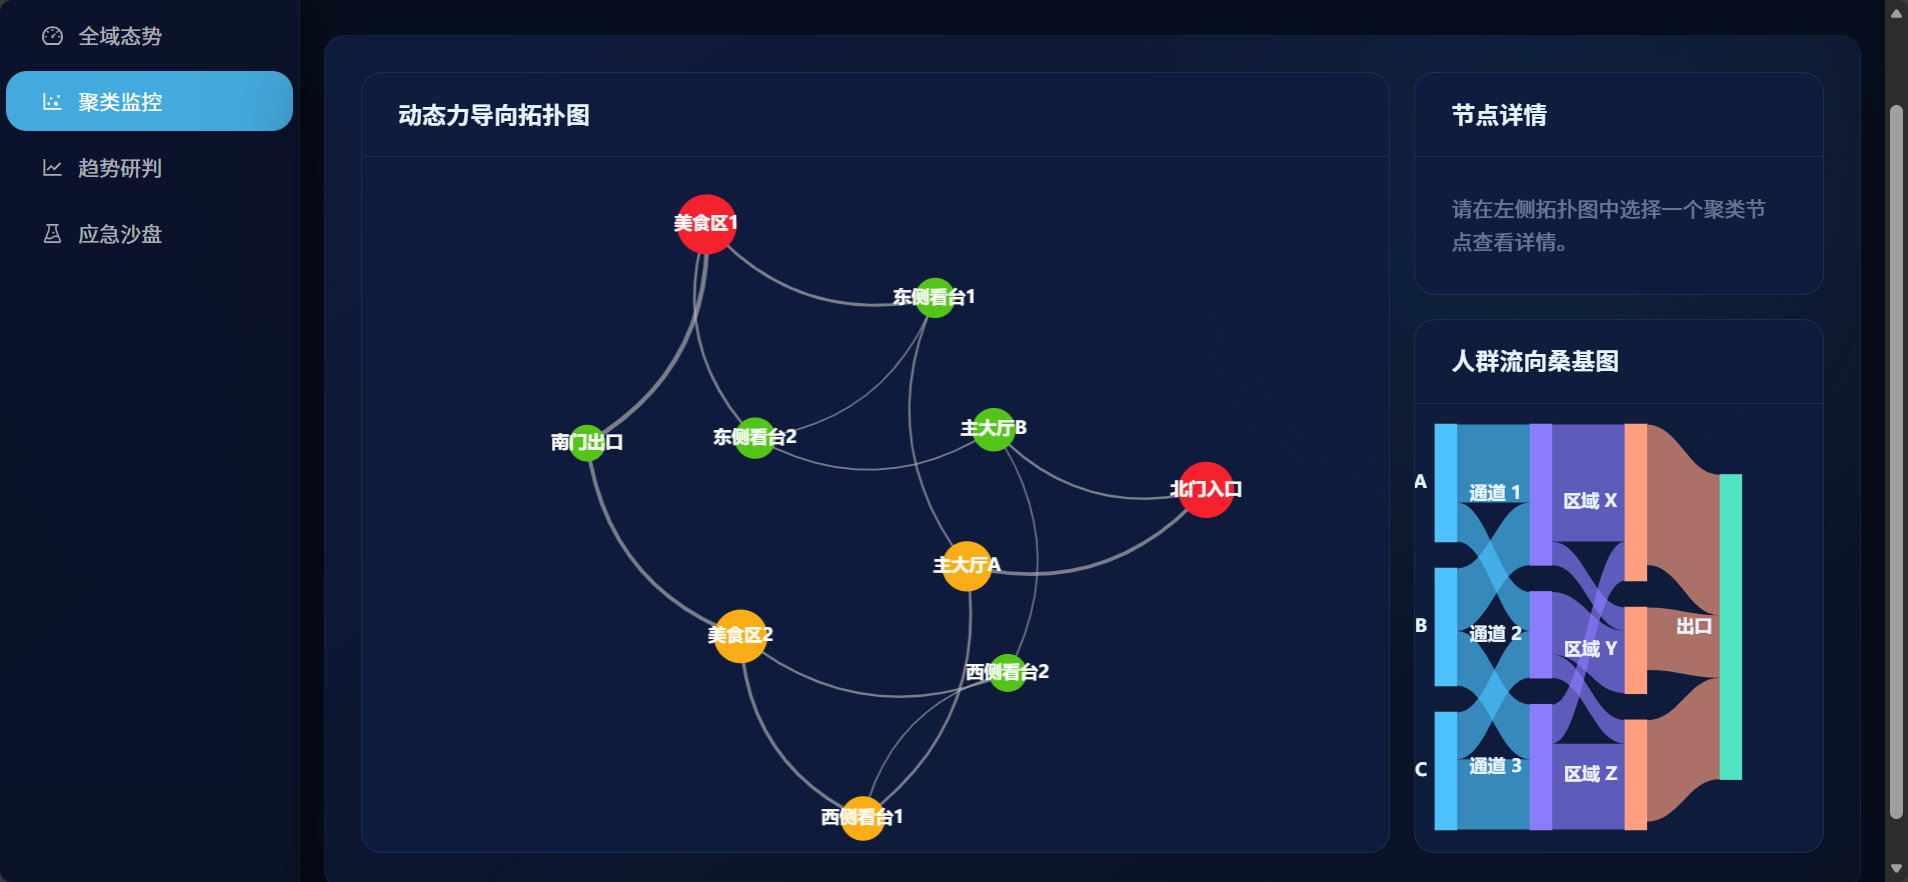 全域态势
聚类监控
趋势研判
应急沙盘
动态力导向拓扑图
美食区1
东侧看台1
南门出口
东侧看台2
主大厅B
北门入口
主大厅A
美食区2
西侧看台2
西侧看台1
节点详情
请在左侧拓扑图中选择一个聚类节
点查看详情。
人群流向桑基图
A
通道 1
区域 X
B
通道 2
区域 Y
出口
C
通道 3
区域 Z